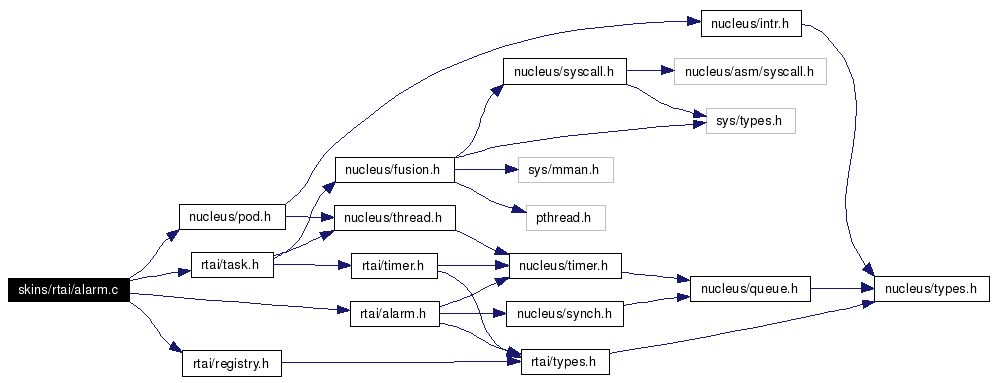 nucleus/intr.h
nucleus/syscall.h
nucleus/asm/syscall.h
sys/types.h
nucleus/fusion.h
sys/mman.h
nucleus/pod.h
nucleus/thread.h
pthread.h
rtai/task.h
rtai/timer.h
nucleus/timer.h
skins/rtai/alarm.c
nucleus/queue.h
nucleus/types.h
rtai/alarm.h
nucleus/synch.h
rtai/registry.h
rtai/types.h